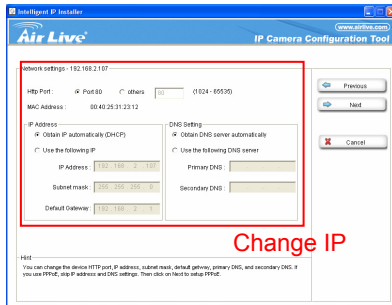 Intelligent IP Installer
Air Live
www.airlive.com
IP Camera Configuration Tool
Network settings - 192.168.2.107
Http Port : Port 80 others 80 (1024 - 65535)
MAC Address : 00:40:25:31:23:12
IP Address
Obtain IP automatically (DHCP)
Use the following IP
IP Address : 192 . 168 . 2 . 107
Subnet mask : 255 . 255 . 255 . 0
Default Gateway : 192 . 168 . 2 . 1
DNS Setting
Obtain DNS server automatically
Use the following DNS server
Primary DNS :
Secondary DNS :
Previous
Next
Cancel
Change IP
Hint
You can change the device HTTP port, IP address, subnet mask, default getway, primary DNS, and secondary DNS. If
you use PPPoE, skip IP address and DNS settings. Then click on Next to setup PPPoE.